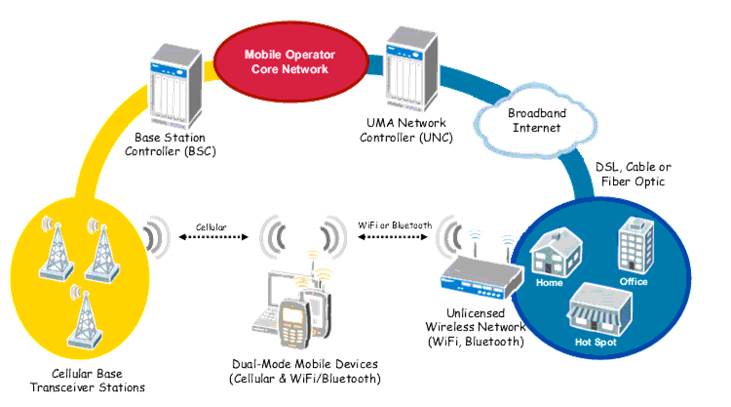 Mobile Operator
Core Network
Base Station
Controller (BSC)
UMA Network
Controller (UNC)
Broadband
Internet
DSL, Cable or
Fiber Optic
Cellular
WiFi or Bluetooth
Home
Office
Hot Spot
Unlicensed
Wireless Network
(WiFi, Bluetooth)
Dual-Mode Mobile Devices
(Cellular & WiFi/Bluetooth)
Cellular Base
Transceiver Stations